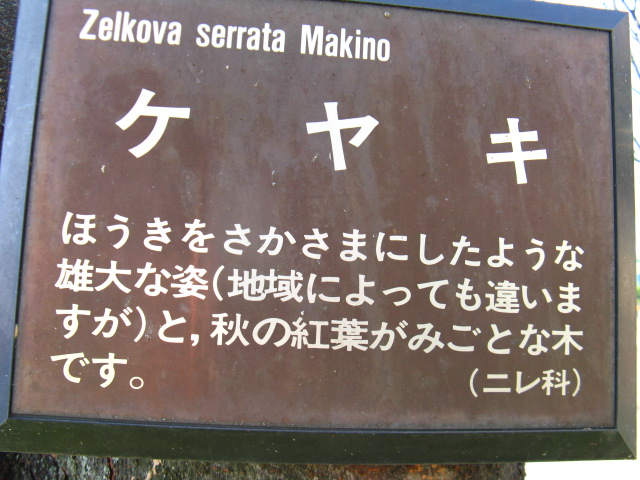 Zelkova serrata Makino
ケヤキ
ほうきをさかさまにしたような
雄大な姿(地域によっても違いま
すが)と,秋の紅葉がみごとな木
です。
(ニレ科)